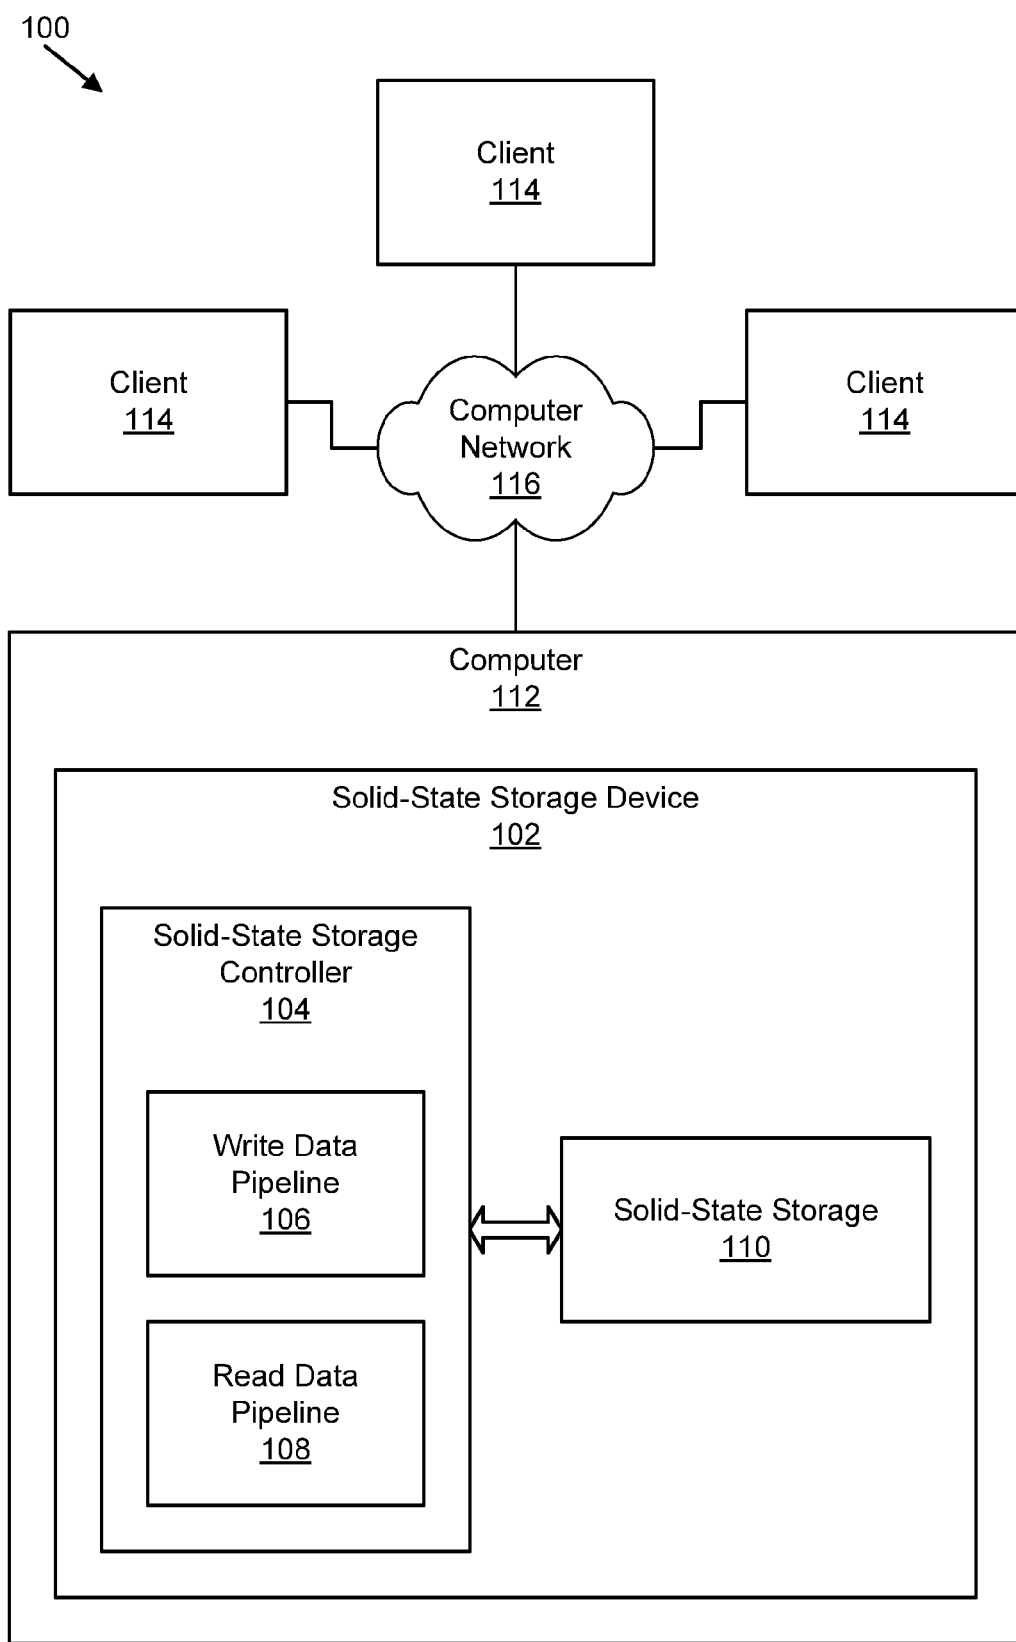 100
Client
114
Client
114
Computer
Network
116
Client
114
Computer
112
Solid-State Storage Device
102
Solid-State Storage
Controller
104
Write Data
Pipeline
106
Solid-State Storage
110
Read Data
Pipeline
108